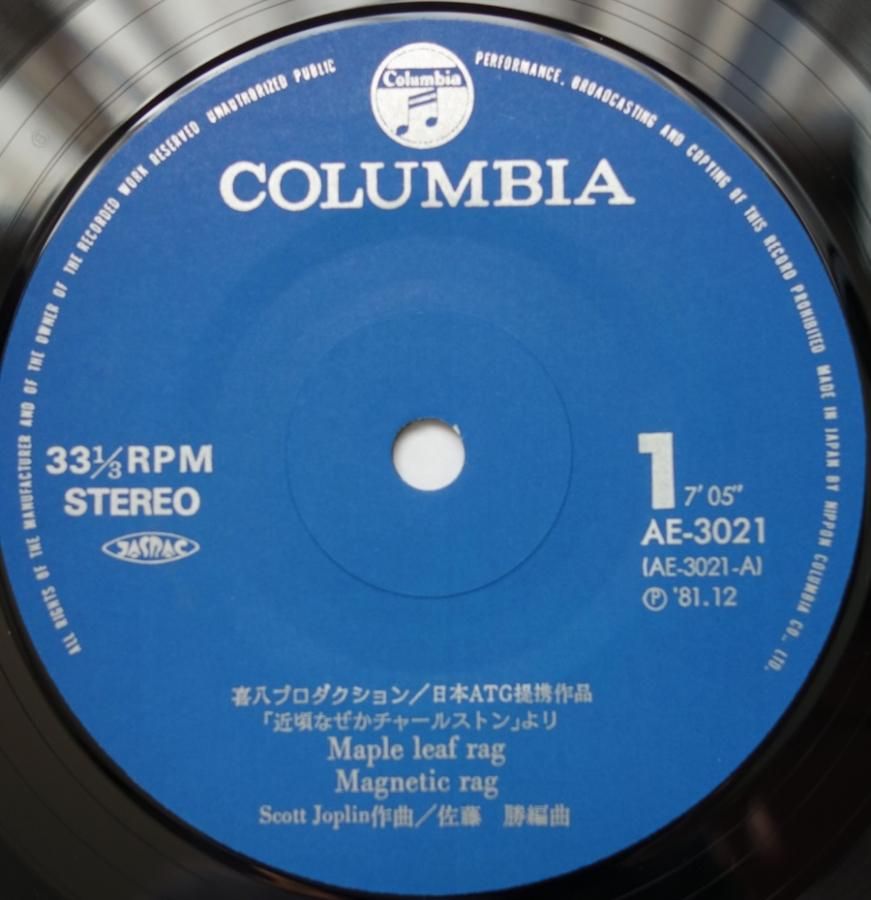 ALL RIGHTS OF THE MANUFACTURER AND OF THE OWNER OF THE RECORDED WORK RESERVED UNAUTHORIZED PUBLIC PERFORMANCE, BROADCASTING AND COPYING OF THIS RECORD PROHIBITED MADE IN JAPAN BY NIPPON COLUMBIA CO., LTD.
Columbia
COLUMBIA
33⅓RPM
STEREO
JASRAC
1 7′05″
AE-3021
(AE-3021-A)
Ⓟ '81.12
喜八プロダクション／日本ATG提携作品
「近頃なぜかチャールストン」より
Maple leaf rag
Magnetic rag
Scott Joplin作曲／佐藤　勝編曲